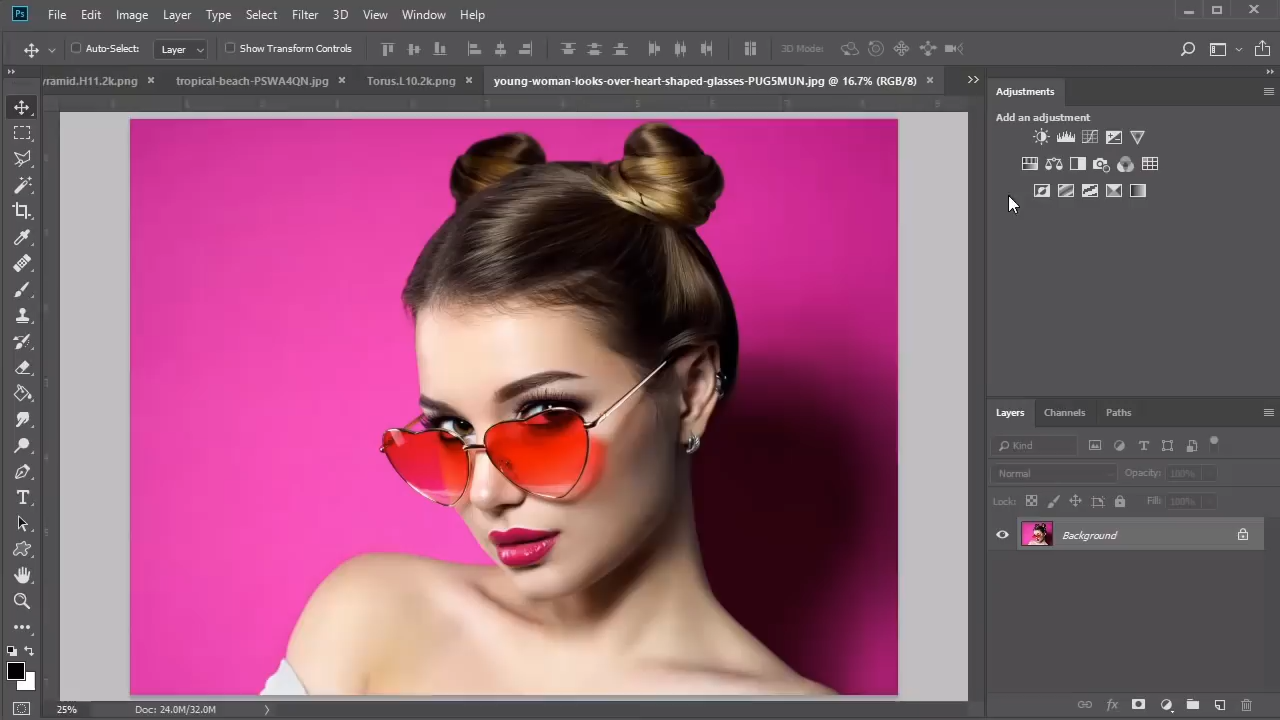 Ps File Edit Image Layer Type Select Filter 3D View Window Help
Auto-Select: Layer Show Transform Controls 3D Mode:
yramid.H11.2k.png × tropical-beach-PSWA4QN.jpg × Torus.L10.2k.png × young-woman-looks-over-heart-shaped-glasses-PUG5MUN.jpg @ 16.7% (RGB/8) ×
Adjustments
Add an adjustment
Layers Channels Paths
Kind
Normal Opacity: 100%
Lock: Fill: 100%
Background
25% Doc: 24.0M/32.0M